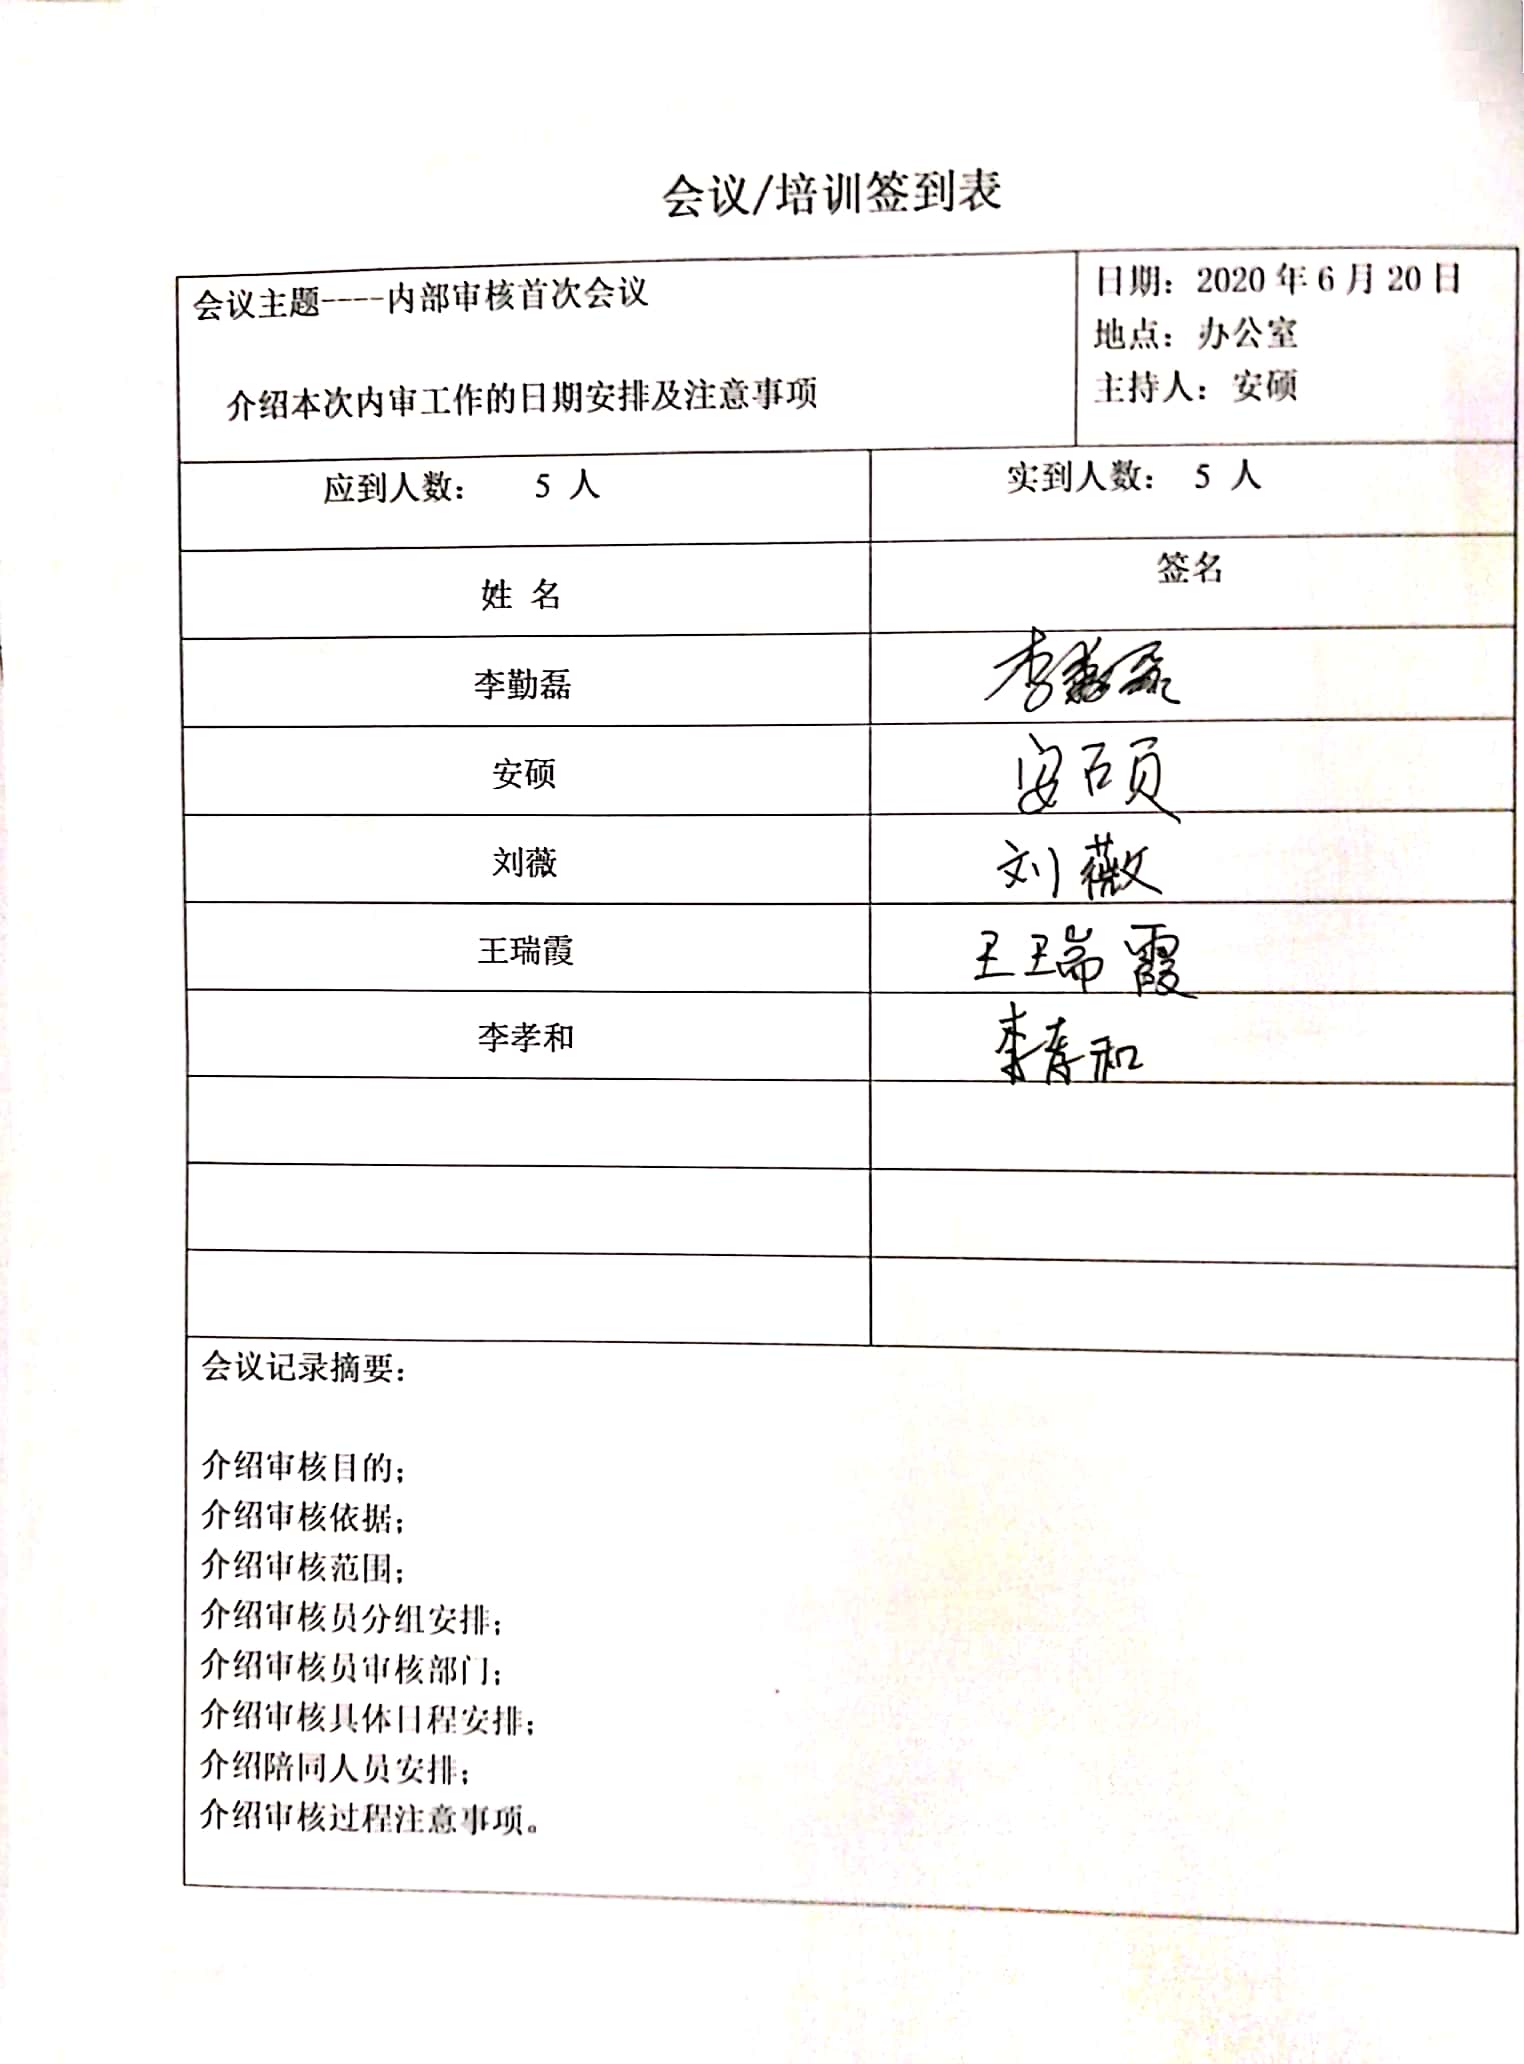 会议/培训签到表
会议主题----内部审核首次会议
介绍本次内审工作的日期安排及注意事项
日期：2020年6月20日
地点：办公室
主持人：安硕
应到人数： 5 人
实到人数： 5 人
姓 名
签名
李勤磊
李勤磊
安硕
安硕
刘薇
刘薇
王瑞霞
王瑞霞
李孝和
李孝和
会议记录摘要：
介绍审核目的；
介绍审核依据；
介绍审核范围；
介绍审核员分组安排；
介绍审核员审核部门；
介绍审核具体日程安排；
介绍陪同人员安排；
介绍审核过程注意事项。